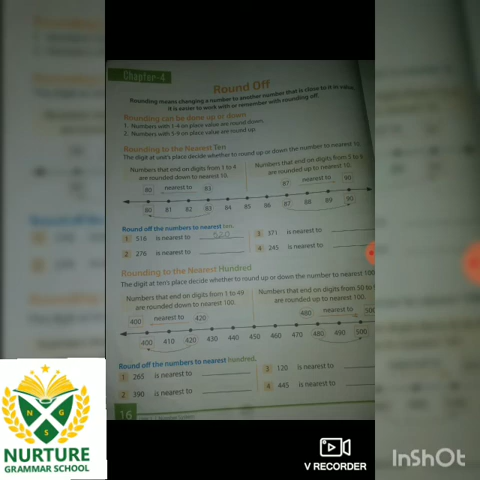 Chapter-4
Round Off
Rounding means changing a number to another number that is close to it in value.
It is easier to work with or remember with rounding off.
Rounding can be done up or down
1. Numbers with 1-4 on place value are round down.
2. Numbers with 5-9 on place value are round up.
Rounding to the Nearest Ten
The digit at unit's place decide whether to round up or down the number to nearest 10.
Numbers that end on digits from 1 to 4 are rounded down to nearest 10.
Numbers that end on digits from 5 to
are rounded up to nearest 10.
80 nearest to 83
87 nearest to 90
80 81 82 83 84 85 86 87 88 89 90
Round off the numbers to nearest ten.
1 516 is nearest to 520
3 371 is nearest to
2 276 is nearest to
4 245 is nearest to
Rounding to the Nearest Hundred
The digit at ten's place decide whether to round up or down the number to nearest 100
Numbers that end on digits from 1 to 49 are rounded down to nearest 100.
Numbers that end on digits from 50 to
are rounded up to nearest 100.
400 nearest to 420
480 nearest to 500
400 410 420 430 440 450 460 470 480 490 500
Round off the numbers to nearest hundred.
1 265 is nearest to
3 120 is nearest to
2 390 is nearest to
4 445 is nearest to
16
N G S
NURTURE
GRAMMAR SCHOOL
V RECORDER
InShOt